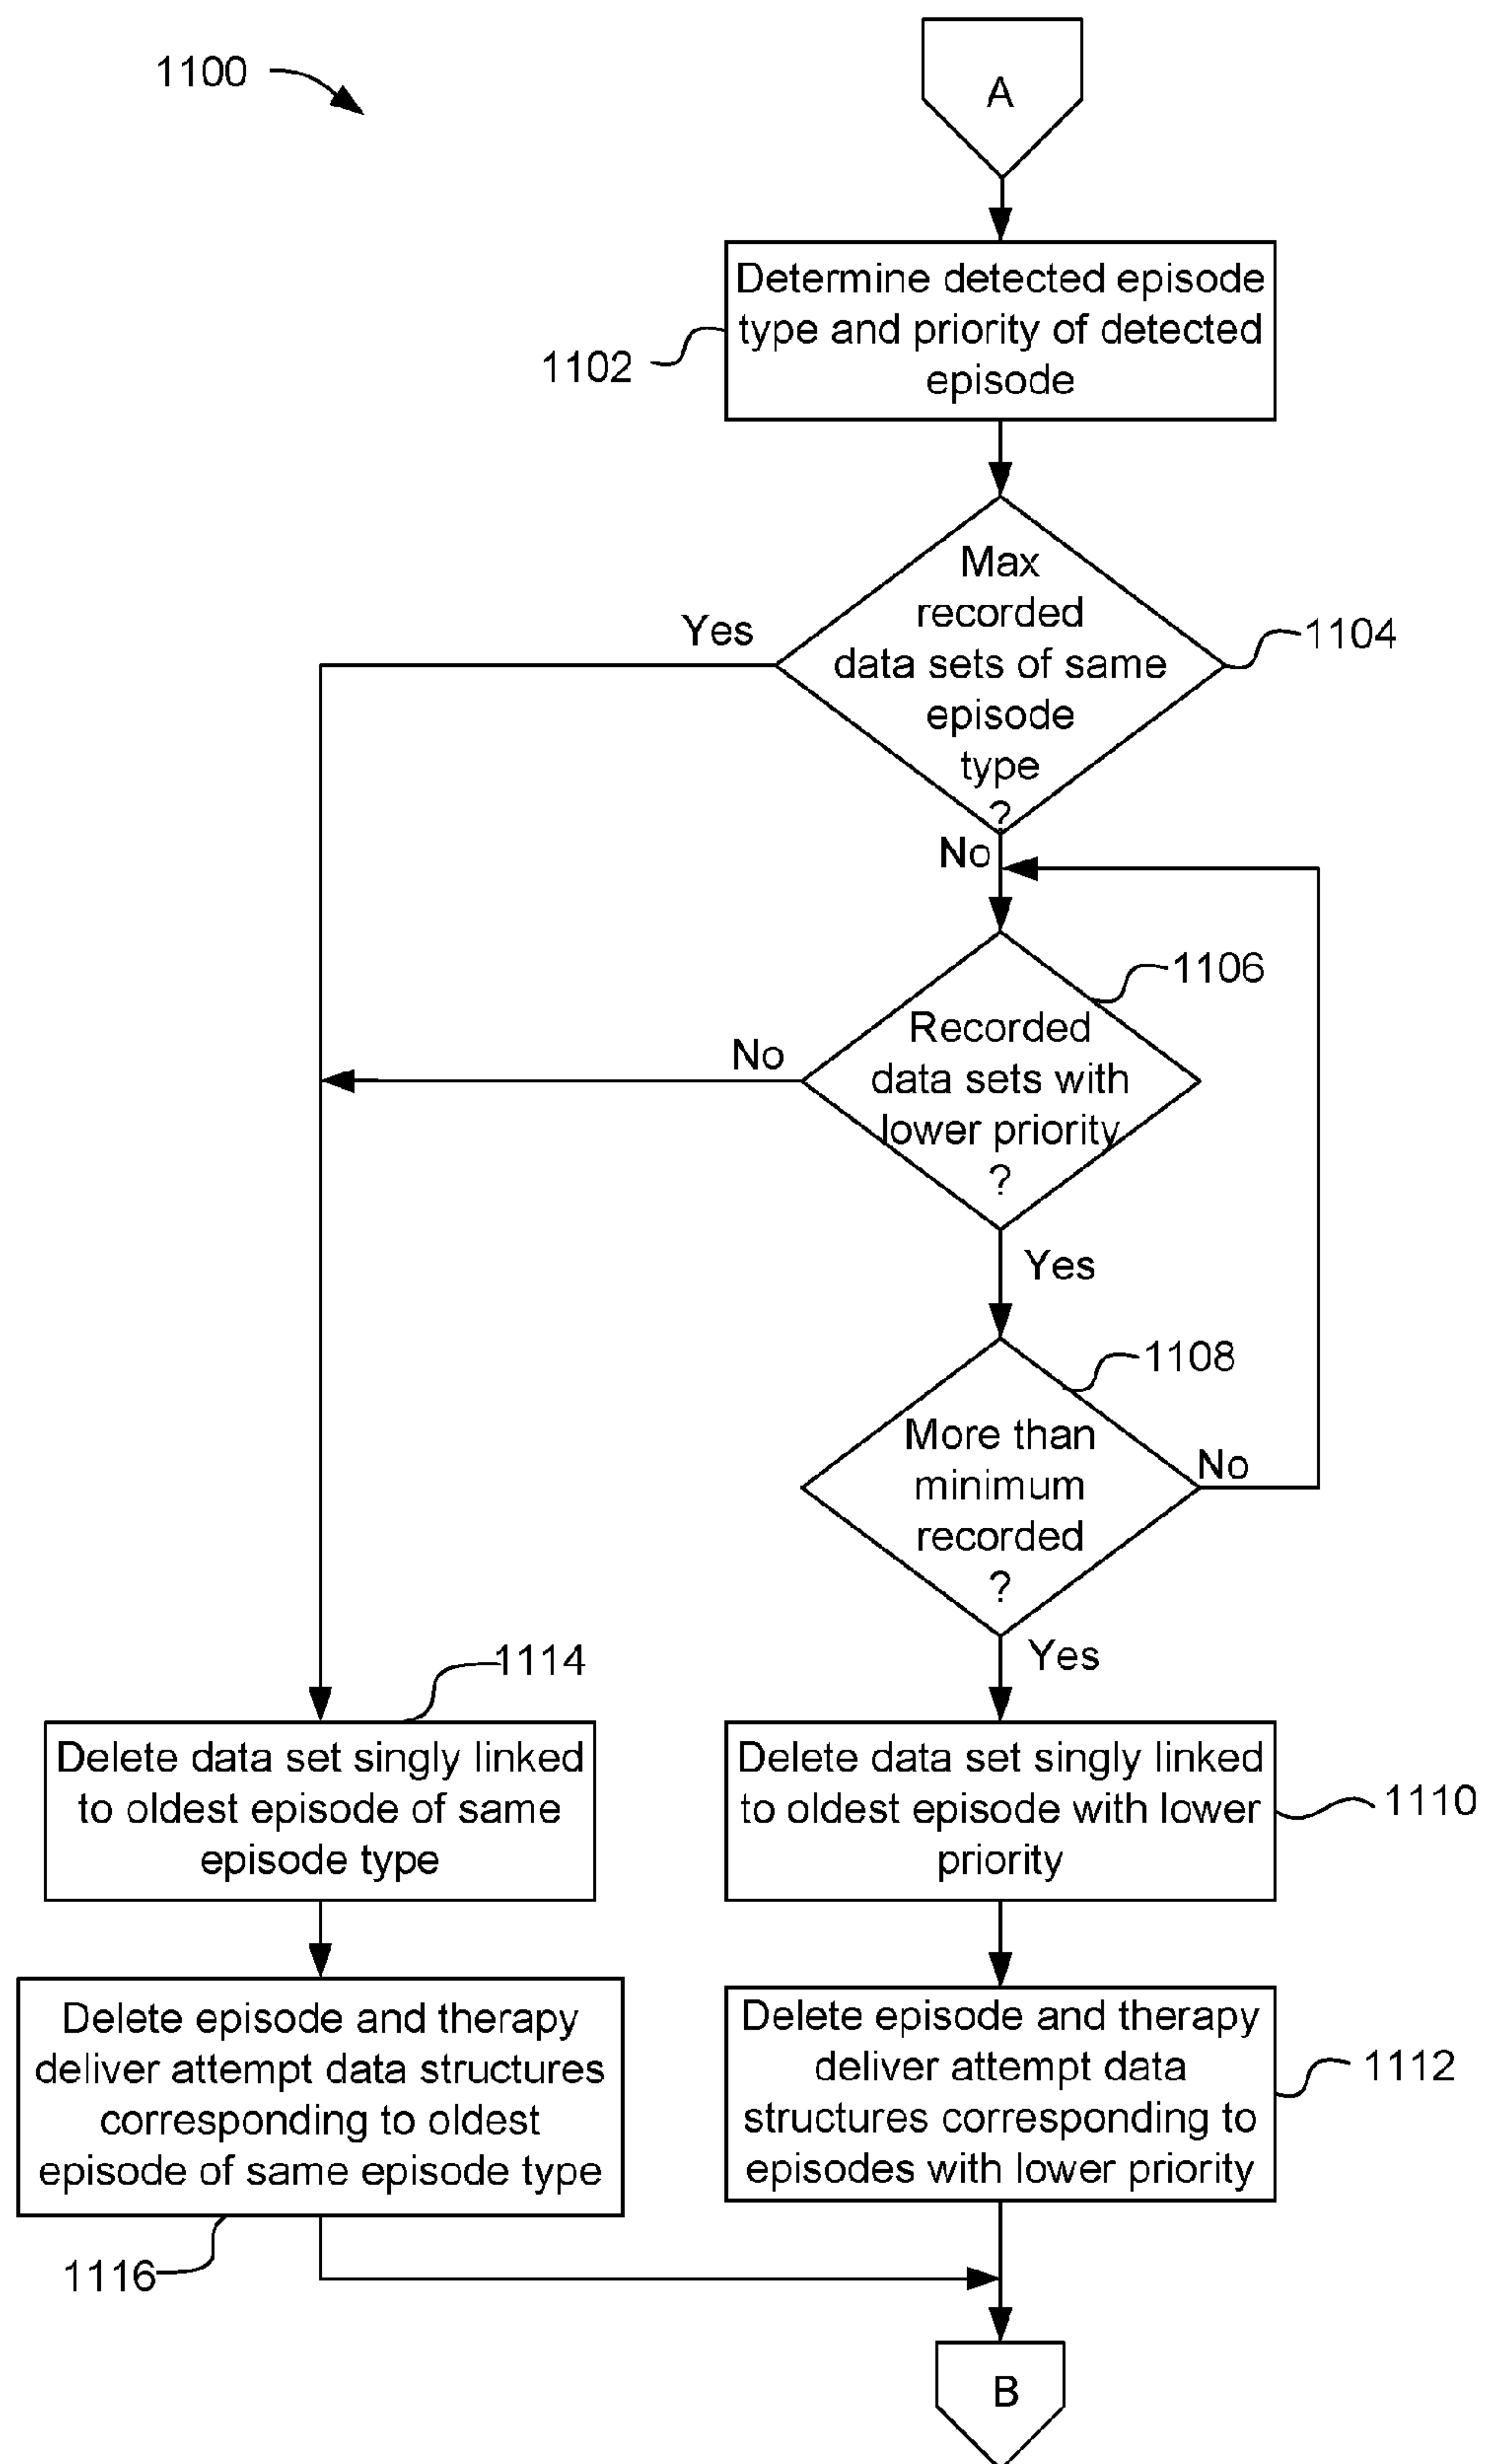 1100
A
Determine detected episode
type and priority of detected
episode
1102
Max
recorded
data sets of same
episode
type
?
1104
Yes
No
1106
Recorded
data sets with
lower priority
?
No
Yes
1108
More than
minimum
recorded
?
No
Yes
1114
Delete data set singly linked
to oldest episode of same
episode type
Delete data set singly linked
to oldest episode with lower
priority
1110
Delete episode and therapy
deliver attempt data structures
corresponding to oldest
episode of same episode type
1116
Delete episode and therapy
deliver attempt data
structures corresponding to
episodes with lower priority
1112
B